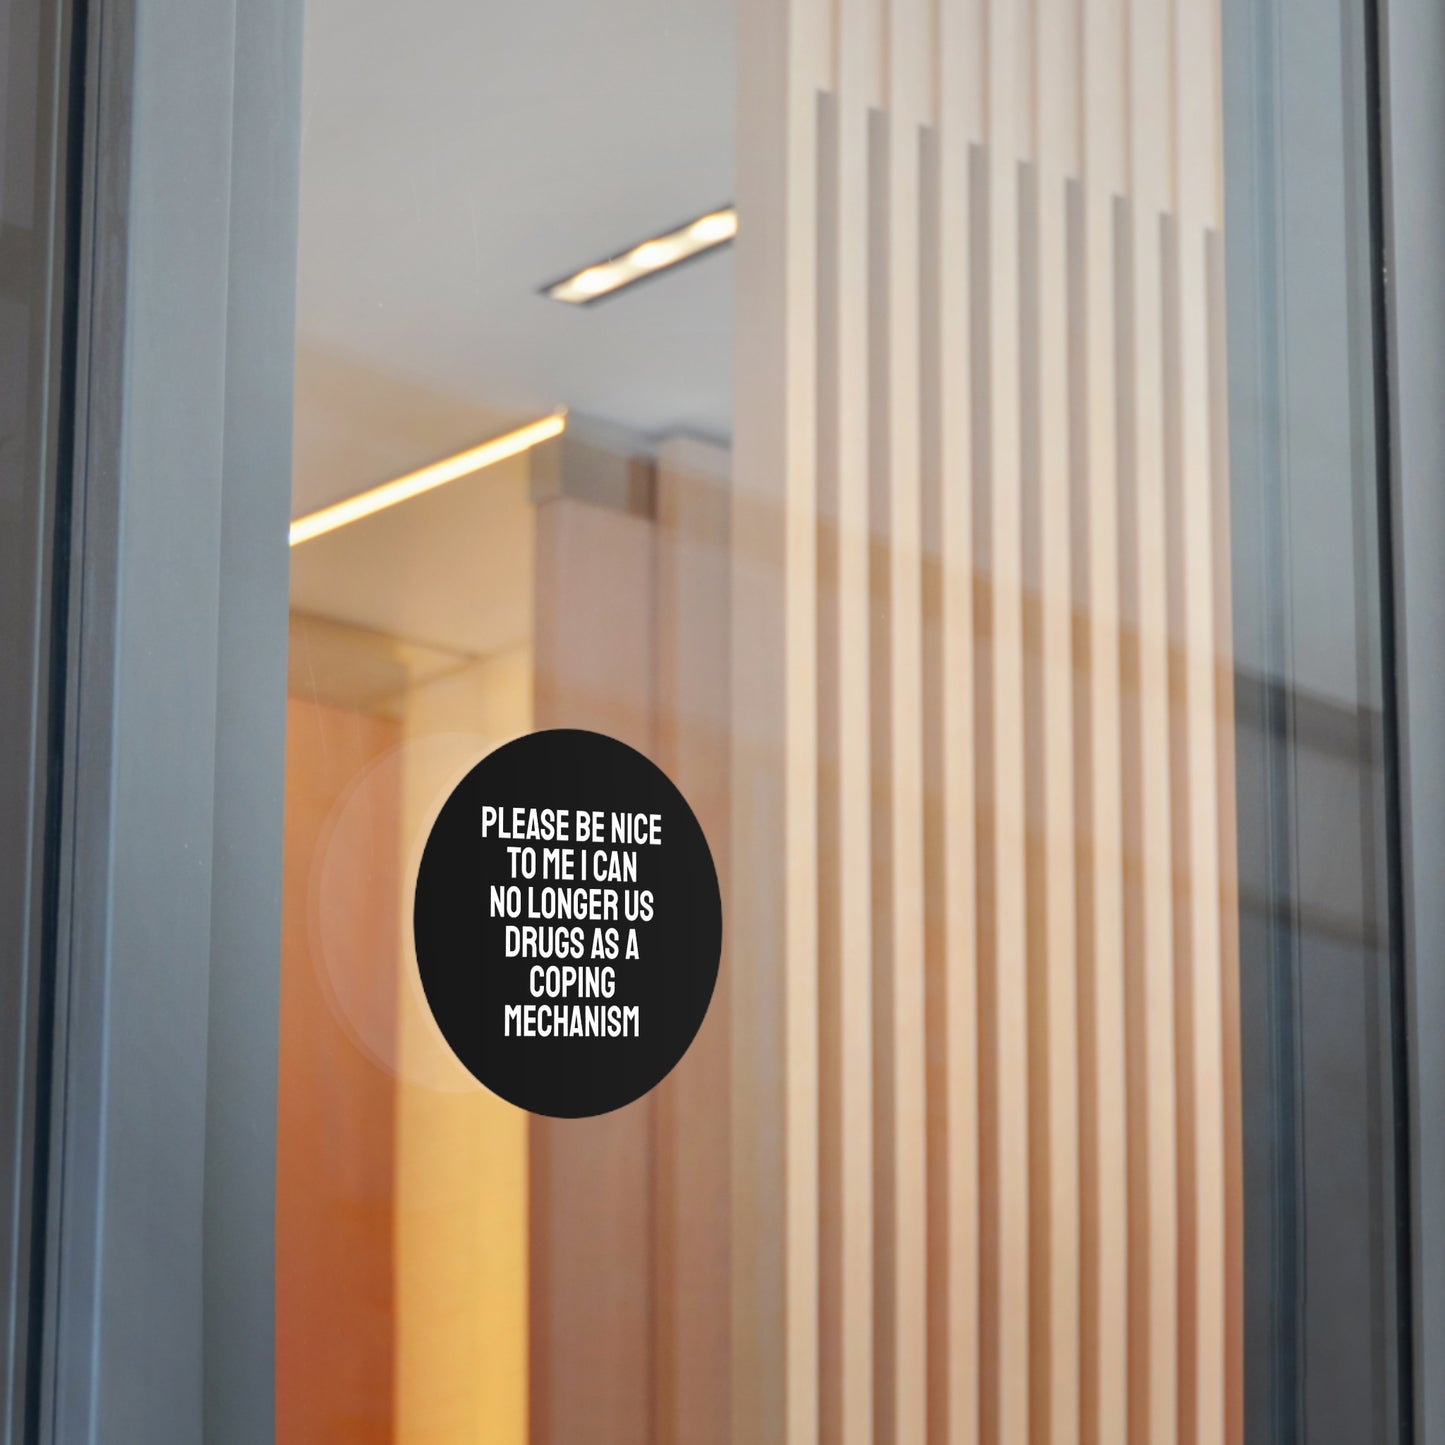 PLEASE BE NICE
TO ME I CAN
NO LONGER US
DRUGS AS A
COPING
MECHANISM